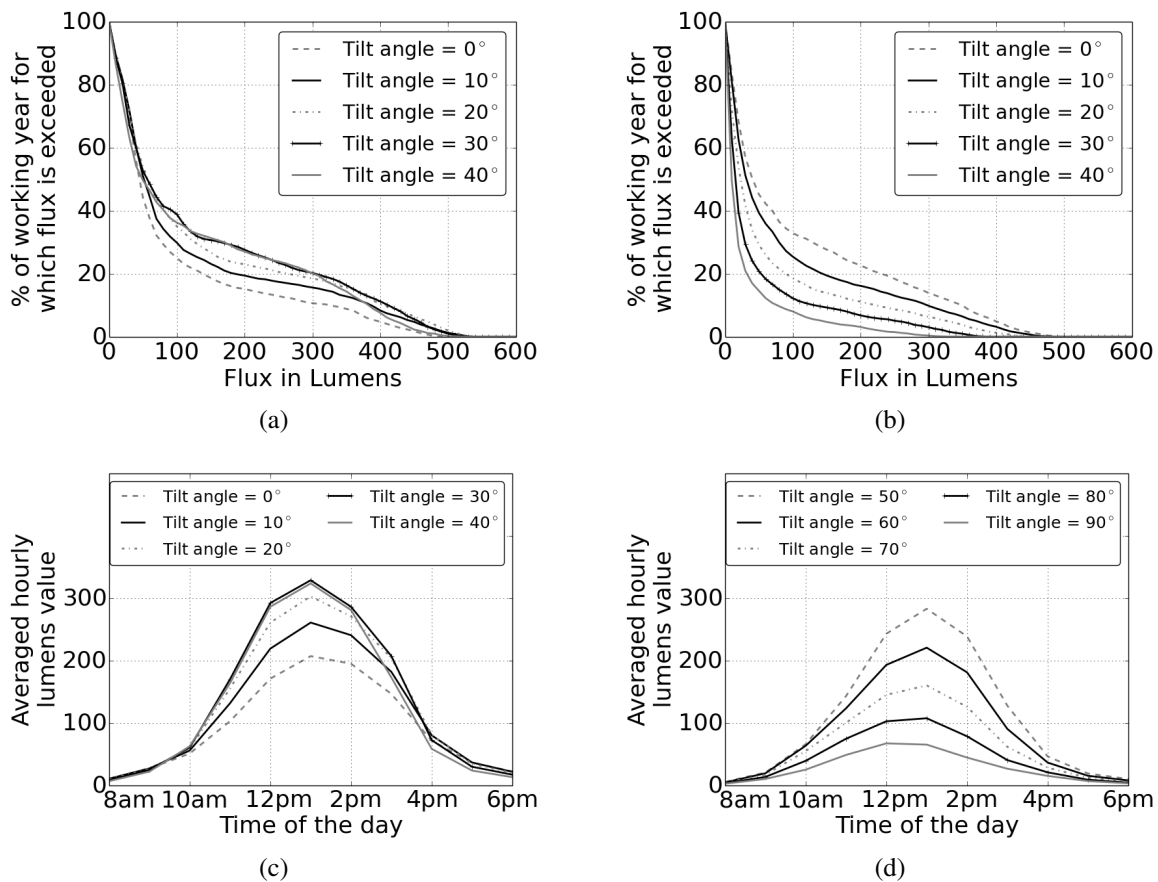 % of working year for
which flux is exceeded
100
80
60
40
20
0
Tilt angle = 0°
Tilt angle = 10°
Tilt angle = 20°
Tilt angle = 30°
Tilt angle = 40°
0 100 200 300 400 500 600
Flux in Lumens
(a)
% of working year for
which flux is exceeded
100
80
60
40
20
0
Tilt angle = 0°
Tilt angle = 10°
Tilt angle = 20°
Tilt angle = 30°
Tilt angle = 40°
0 100 200 300 400 500 600
Flux in Lumens
(b)
Averaged hourly
lumens value
300
200
100
0
Tilt angle = 0°
Tilt angle = 10°
Tilt angle = 20°
Tilt angle = 30°
Tilt angle = 40°
8am 10am 12pm 2pm 4pm 6pm
Time of the day
(c)
Averaged hourly
lumens value
300
200
100
0
Tilt angle = 50°
Tilt angle = 60°
Tilt angle = 70°
Tilt angle = 80°
Tilt angle = 90°
8am 10am 12pm 2pm 4pm 6pm
Time of the day
(d)